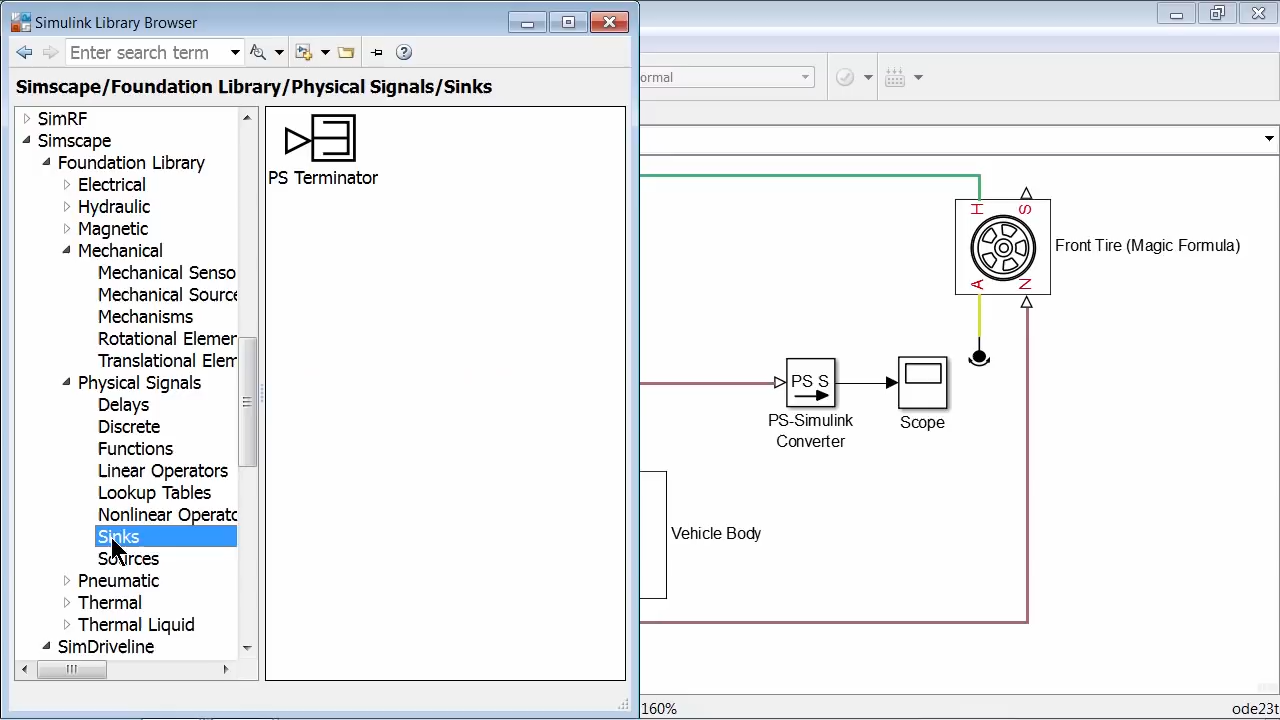 Simulink Library Browser
Enter search term
Simscape/Foundation Library/Physical Signals/Sinks
SimRF
Simscape
Foundation Library
Electrical
Hydraulic
Magnetic
Mechanical
Mechanical Senso
Mechanical Source
Mechanisms
Rotational Elemer
Translational Elem
Physical Signals
Delays
Discrete
Functions
Linear Operators
Lookup Tables
Nonlinear Operato
Sinks
Sources
Pneumatic
Thermal
Thermal Liquid
SimDriveline
PS Terminator
ormal
H S
A N
Front Tire (Magic Formula)
PS S
PS-Simulink
Converter
Scope
Vehicle Body
160%
ode23t